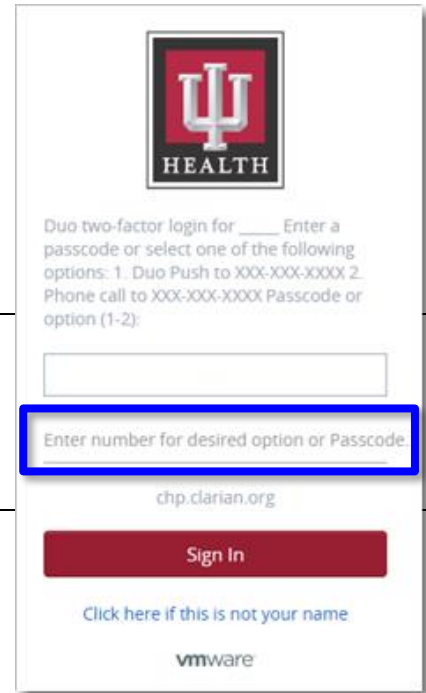 HEALTH
Duo two-factor login for _____ Enter a
passcode or select one of the following
options: 1. Duo Push to XXX-XXX-XXXX 2.
Phone call to XXX-XXX-XXXX Passcode or
option (1-2):
Enter number for desired option or Passcode.
chp.clarian.org
Sign In
Click here if this is not your name
vmware